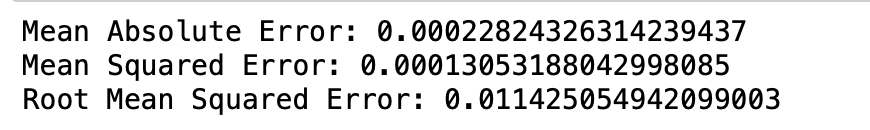 Mean Absolute Error: 0.00022824326314239437
Mean Squared Error: 0.00013053188042998085
Root Mean Squared Error: 0.011425054942099003